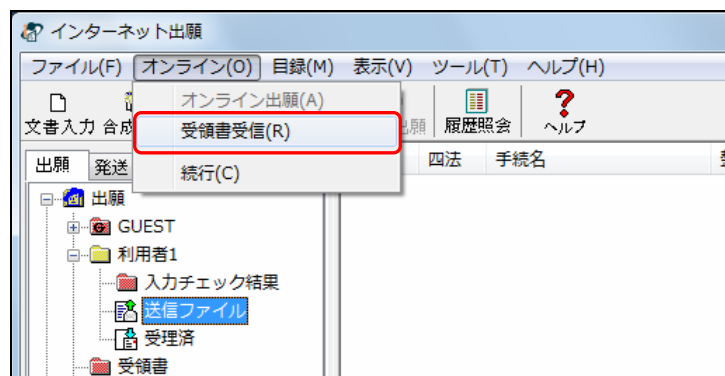 インターネット出願
ファイル(F) オンライン(O) 目録(M) 表示(V) ツール(T) ヘルプ(H)
オンライン出願(A)
受領書受信(R)
続行(C)
文書入力 合成 出願 履歴照会 ヘルプ
出願 発送 四法 手続名
出願
GUEST
利用者1
入力チェック結果
送信ファイル
受理済
受領書